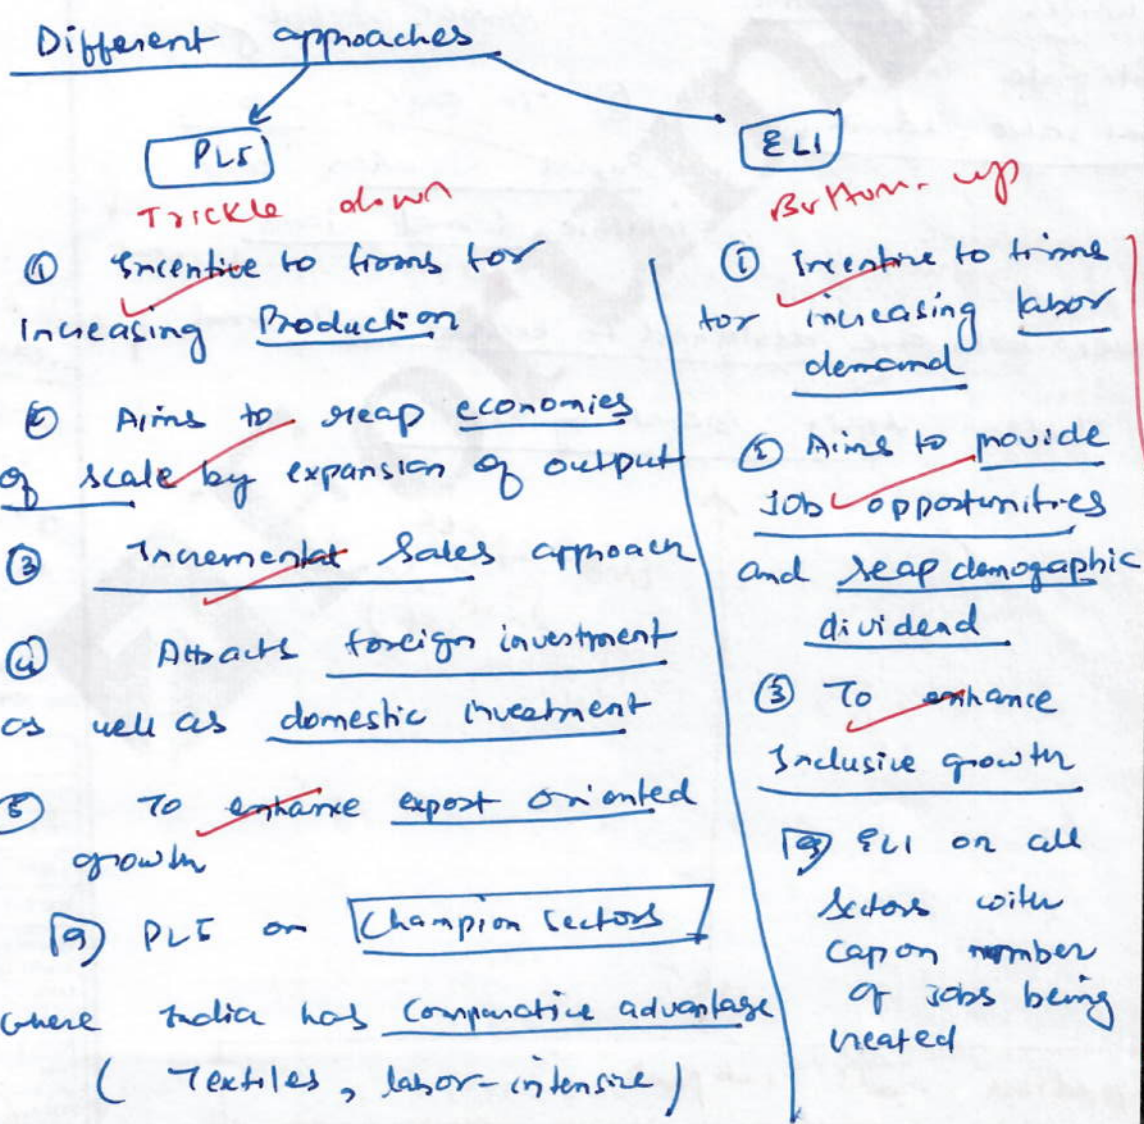 Different approaches
PLI
Trickle down
① Incentive to firms for
increasing Production
② Aims to reap economies
of scale by expansion of output
③ Incremental Sales approach
④ Attracts foreign investment
as well as domestic investment
⑤ To enhance export oriented
growth
PLI on Champion Sectors
where India has comparative advantage
( Textiles, labor-intensive )
ELI
Bottom-up
① Incentive to firms
for increasing labor
demand
② Aims to provide
Job opportunities
and reap demographic
dividend
③ To enhance
Inclusive growth
ELI on all
sectors with
cap on number
of jobs being
created